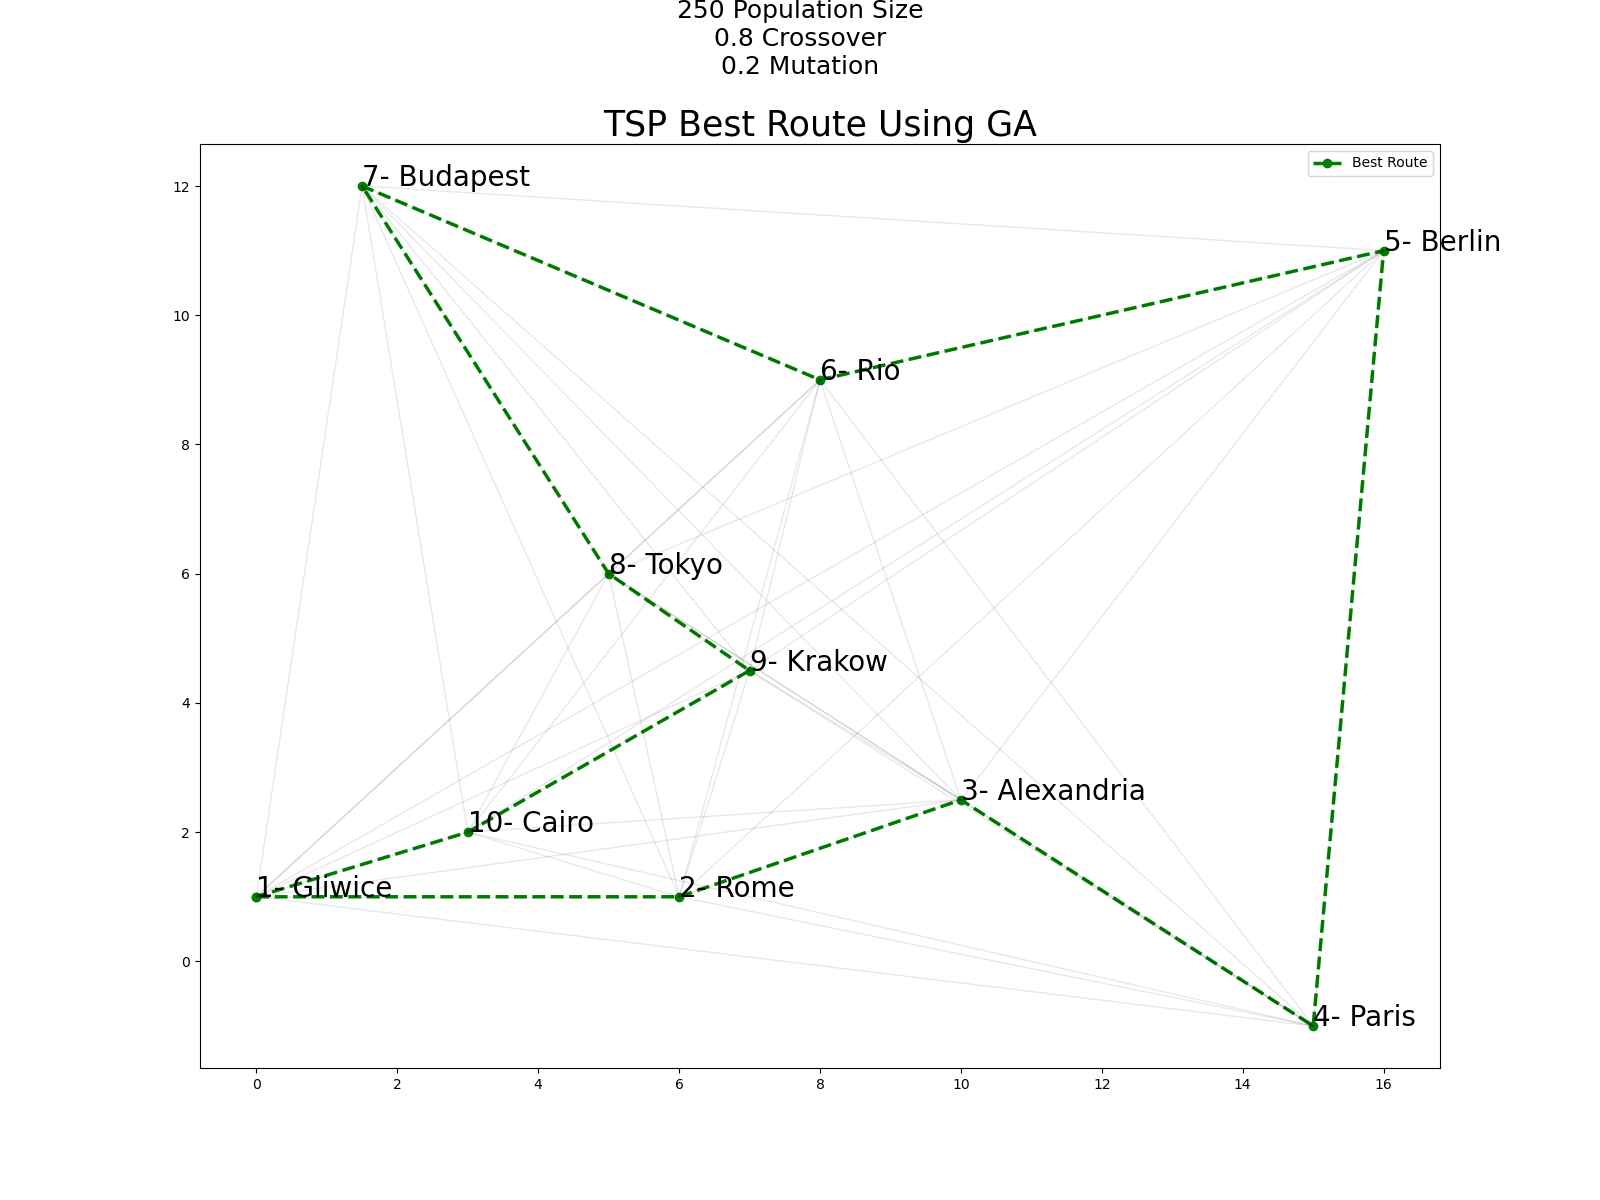 250 Population Size
0.8 Crossover
0.2 Mutation
TSP Best Route Using GA
Best Route
7- Budapest
5- Berlin
6- Rio
8- Tokyo
9- Krakow
3- Alexandria
10- Cairo
1- Gliwice
2- Rome
4- Paris
12
10
8
6
4
2
0
0 2 4 6 8 10 12 14 16